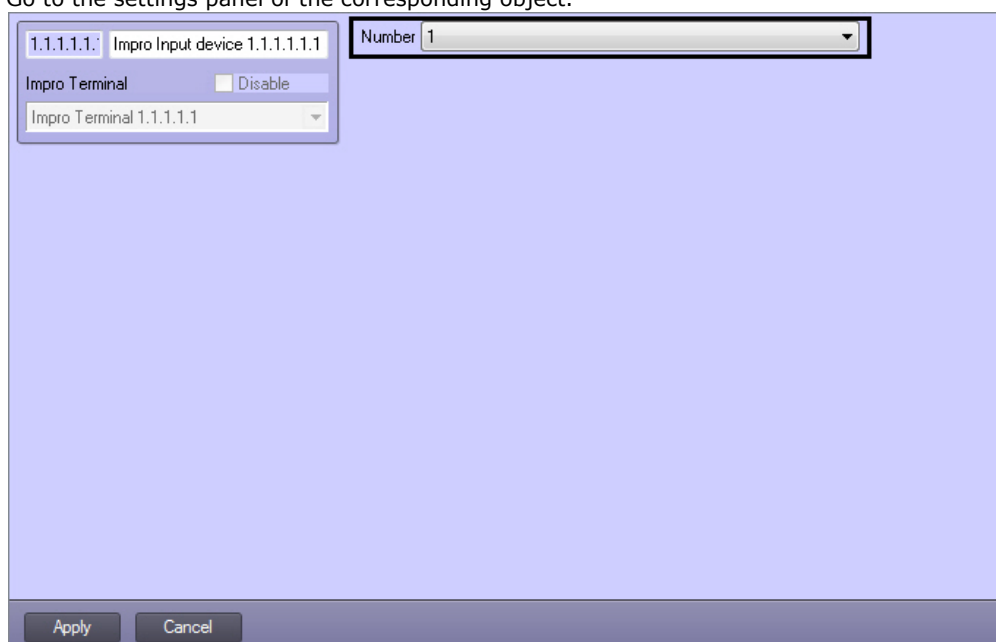 Go to the settings panel of the corresponding object.
1.1.1.1.1. Impro Input device 1.1.1.1.1.1 Number 1
Impro Terminal Disable
Impro Terminal 1.1.1.1.1
Apply Cancel